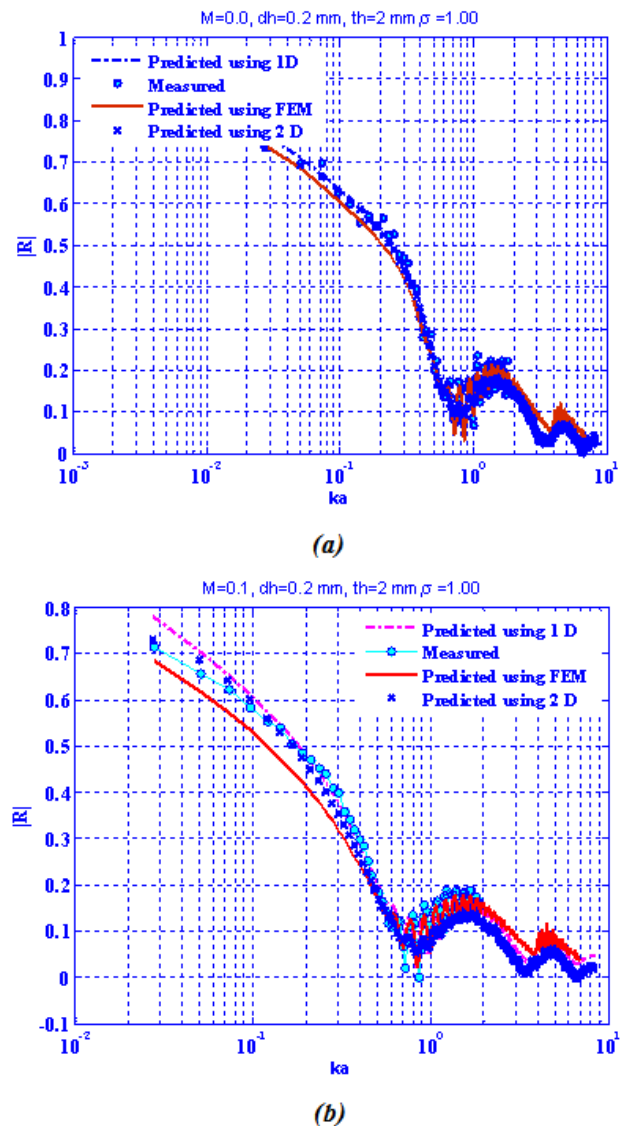 M=0.0, dh=0.2 mm, th=2 mm σ =1.00
1
0.9
0.8
0.7
0.6
0.5
0.4
0.3
0.2
0.1
0
|R|
Predicted using 1D
Measured
Predicted using FEM
Predicted using 2 D
10-3
10-2
10-1
100
101
ka
(a)
M=0.1, dh=0.2 mm, th=2 mm σ =1.00
0.8
0.7
0.6
0.5
0.4
0.3
0.2
0.1
0
-0.1
|R|
Predicted using 1 D
Measured
Predicted using FEM
Predicted using 2 D
10-2
10-1
100
101
ka
(b)